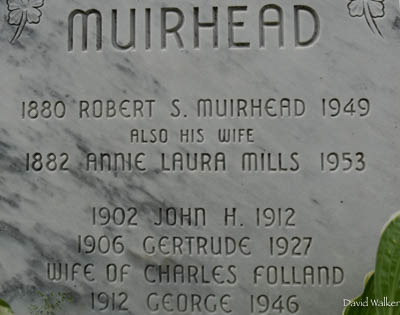 MUIRHEAD
1880 ROBERT S. MUIRHEAD 1949
ALSO HIS WIFE
1882 ANNIE LAURA MILLS 1953
1902 JOHN H. 1912
1906 GERTRUDE 1927
WIFE OF CHARLES FOLLAND
1912 GEORGE 1946
David Walker